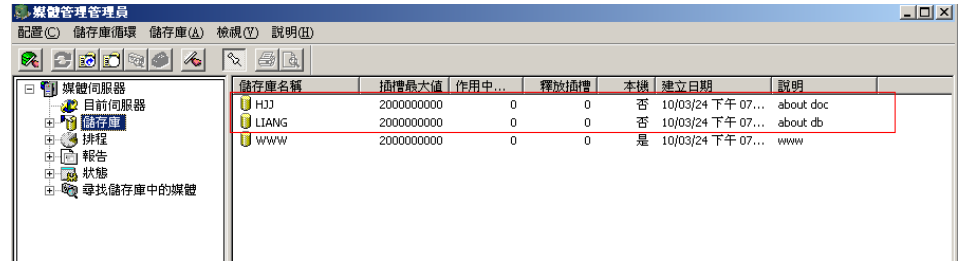 媒體管理管理員
配置(C) 儲存庫循環 儲存庫(A) 檢視(Y) 說明(H)
媒體伺服器
目前伺服器
儲存庫
排程
報告
狀態
尋找儲存庫中的媒體
儲存庫名稱 插槽最大值 作用中... 釋放插槽 本機 建立日期 說明
HJJ 2000000000 0 0 否 10/03/24 下午 07... about doc
LIANG 2000000000 0 0 否 10/03/24 下午 07... about db
WWW 2000000000 0 0 是 10/03/24 下午 07... www